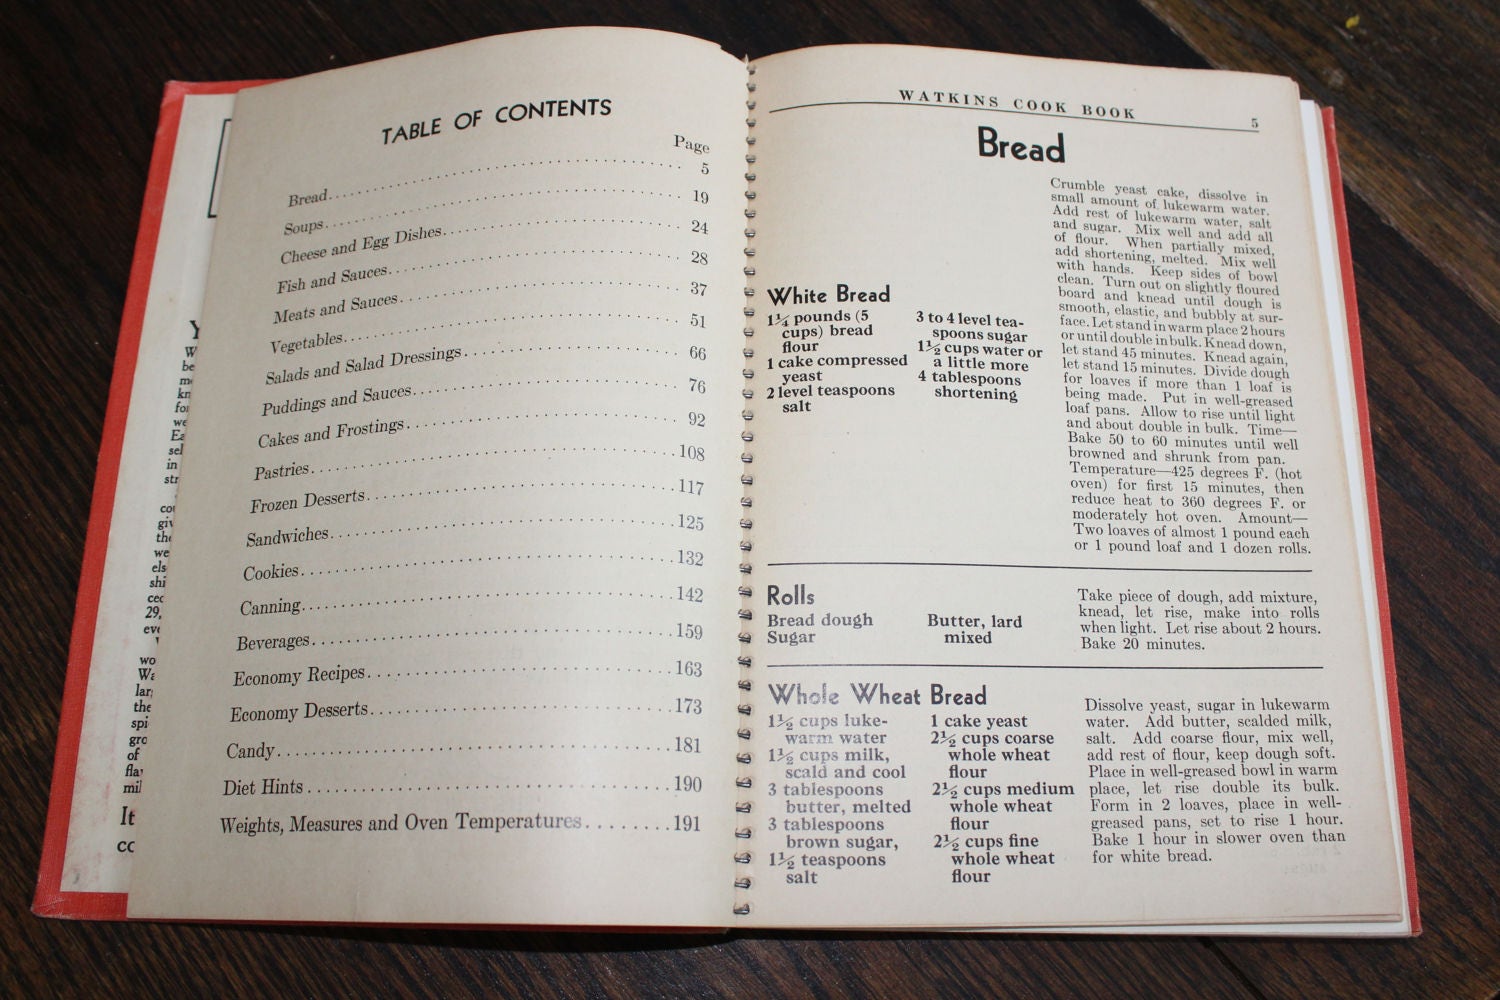 TABLE OF CONTENTS
Page
Bread 5
Soups 19
Cheese and Egg Dishes 24
Fish and Sauces 28
Meats and Sauces 37
Vegetables 51
Salads and Salad Dressings 66
Puddings and Sauces 76
Cakes and Frostings 92
Pastries 108
Frozen Desserts 117
Sandwiches 125
Cookies 132
Canning 142
Beverages 159
Economy Recipes 163
Economy Desserts 173
Candy 181
Diet Hints 190
Weights, Measures and Oven Temperatures 191
WATKINS COOK BOOK 5
Bread
White Bread
1¼ pounds (5
cups) bread
flour
1 cake compressed
yeast
2 level teaspoons
salt
3 to 4 level tea-
spoons sugar
1½ cups water or
a little more
4 tablespoons
shortening
Crumble yeast cake, dissolve in
small amount of lukewarm water.
Add rest of lukewarm water, salt
and sugar. Mix well and add all
of flour. When partially mixed,
add shortening, melted. Mix well
with hands. Keep sides of bowl
clean. Turn out on slightly floured
board and knead until dough is
smooth, elastic, and bubbly at sur-
face. Let stand in warm place 2 hours
or until double in bulk. Knead down,
let stand 45 minutes. Knead again,
let stand 15 minutes. Divide dough
for loaves if more than 1 loaf is
being made. Put in well-greased
loaf pans. Allow to rise until light
and about double in bulk. Time—
Bake 50 to 60 minutes until well
browned and shrunk from pan.
Temperature—425 degrees F. (hot
oven) for first 15 minutes, then
reduce heat to 360 degrees F. or
moderately hot oven. Amount—
Two loaves of almost 1 pound each
or 1 pound loaf and 1 dozen rolls.
Rolls
Bread dough
Sugar
Butter, lard
mixed
Take piece of dough, add mixture,
knead, let rise, make into rolls
when light. Let rise about 2 hours.
Bake 20 minutes.
Whole Wheat Bread
1½ cups luke-
warm water
1½ cups milk,
scald and cool
3 tablespoons
butter, melted
3 tablespoons
brown sugar,
1½ teaspoons
salt
1 cake yeast
2½ cups coarse
whole wheat
flour
2½ cups medium
whole wheat
flour
2½ cups fine
whole wheat
flour
Dissolve yeast, sugar in lukewarm
water. Add butter, scalded milk,
salt. Add coarse flour, mix well,
add rest of flour, keep dough soft.
Place in well-greased bowl in warm
place, let rise double its bulk.
Form in 2 loaves, place in well-
greased pans, set to rise 1 hour.
Bake 1 hour in slower oven than
for white bread.